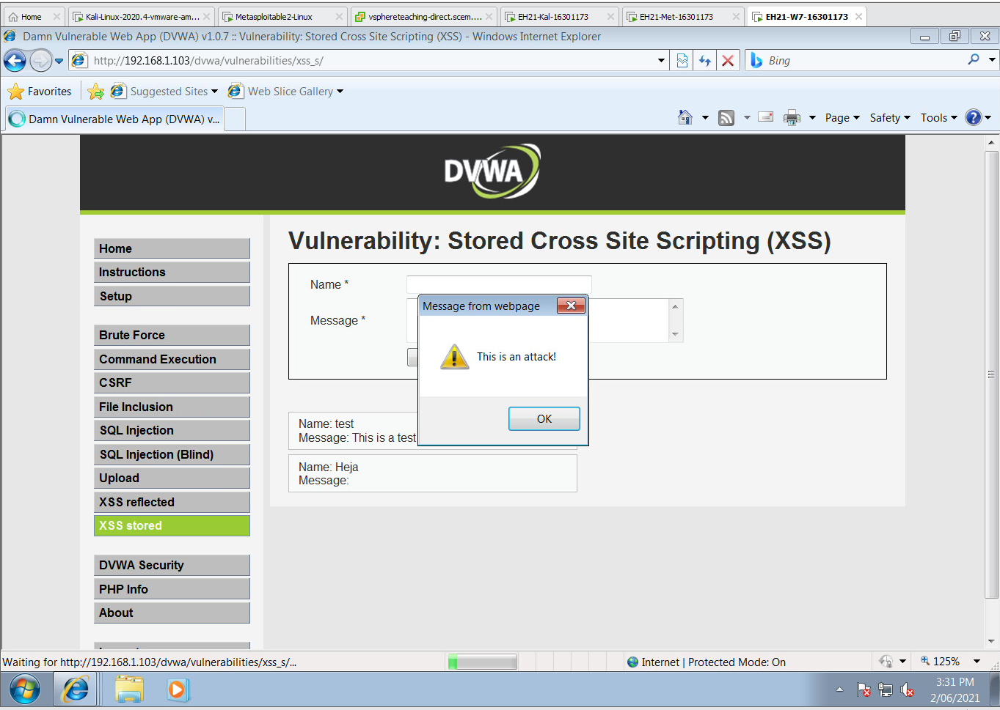 Home
Kali-Linux-2020.4-vmware-am...
Metasploitable2-Linux
vsphereteaching-direct.scem....
EH21-Kal-16301173
EH21-Met-16301173
EH21-W7-16301173
Damn Vulnerable Web App (DVWA) v1.0.7 :: Vulnerability: Stored Cross Site Scripting (XSS) - Windows Internet Explorer
http://192.168.1.103/dvwa/vulnerabilities/xss_s/
Bing
Favorites
Suggested Sites
Web Slice Gallery
Damn Vulnerable Web App (DVWA) v...
Page
Safety
Tools
DVWA
Home
Instructions
Setup
Brute Force
Command Execution
CSRF
File Inclusion
SQL Injection
SQL Injection (Blind)
Upload
XSS reflected
XSS stored
DVWA Security
PHP Info
About
Vulnerability: Stored Cross Site Scripting (XSS)
Name *
Message *
Message from webpage
This is an attack!
OK
Name: test
Message: This is a test
Name: Heja
Message:
Waiting for http://192.168.1.103/dvwa/vulnerabilities/xss_s/...
Internet | Protected Mode: On
125%
3:31 PM
2/06/2021